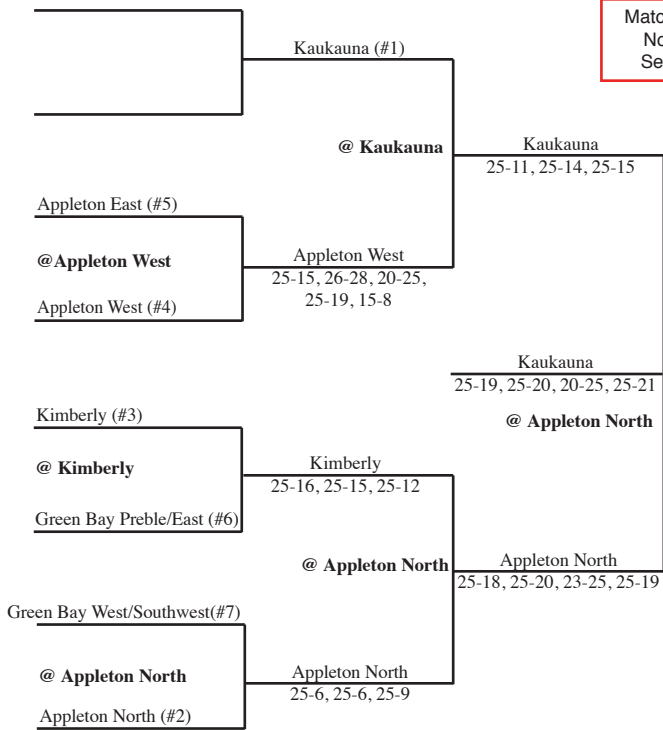 Kaukauna (#1)
@ Kaukauna
Kaukauna
25-11, 25-14, 25-15
Appleton East (#5)
@Appleton West
Appleton West (#4)
Appleton West
25-15, 26-28, 20-25,
25-19, 15-8
Kaukauna
25-19, 25-20, 20-25, 25-21
@ Appleton North
Kimberly (#3)
@ Kimberly
Green Bay Preble/East (#6)
Kimberly
25-16, 25-15, 25-12
@ Appleton North
Appleton North
25-18, 25-20, 23-25, 25-19
Green Bay West/Southwest(#7)
@ Appleton North
Appleton North (#2)
Appleton North
25-6, 25-6, 25-9